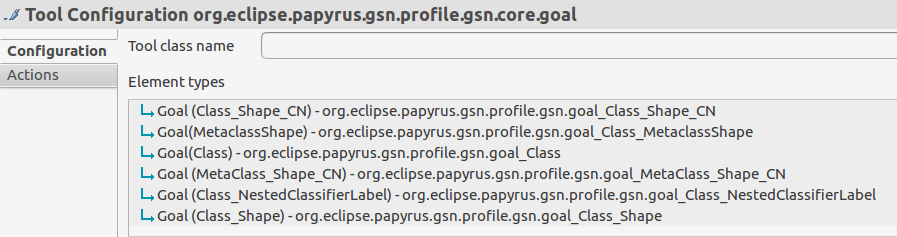 Tool Configuration org.eclipse.papyrus.gsn.profile.gsn.core.goal
Configuration
Tool class name
Actions
Element types
Goal (Class_Shape_CN) - org.eclipse.papyrus.gsn.profile.gsn.goal_Class_Shape_CN
Goal(MetaclassShape) - org.eclipse.papyrus.gsn.profile.gsn.goal_Class_MetaclassShape
Goal(Class) - org.eclipse.papyrus.gsn.profile.gsn.goal_Class
Goal (MetaClass_Shape_CN) - org.eclipse.papyrus.gsn.profile.gsn.goal_MetaClass_Shape_CN
Goal (Class_NestedClassifierLabel) - org.eclipse.papyrus.gsn.profile.gsn.goal_Class_NestedClassifierLabel
Goal (Class_Shape) - org.eclipse.papyrus.gsn.profile.gsn.goal_Class_Shape